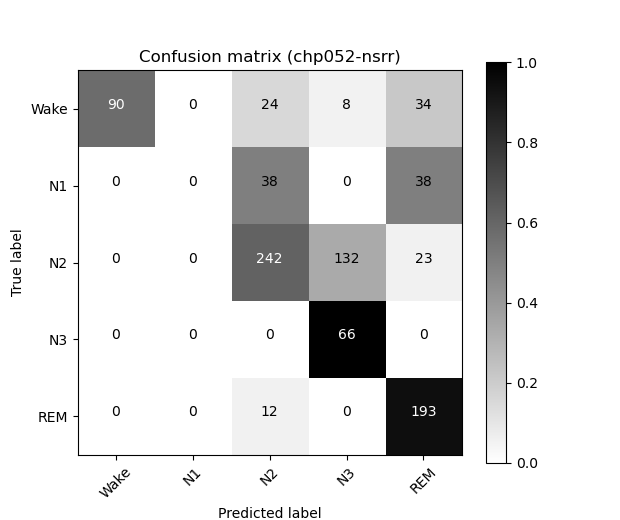 Confusion matrix (chp052-nsrr)
Wake 90 0 24 8 34
N1 0 0 38 0 38
N2 0 0 242 132 23
N3 0 0 0 66 0
REM 0 0 12 0 193
Wake N1 N2 N3 REM
Predicted label
True label
1.0
0.8
0.6
0.4
0.2
0.0